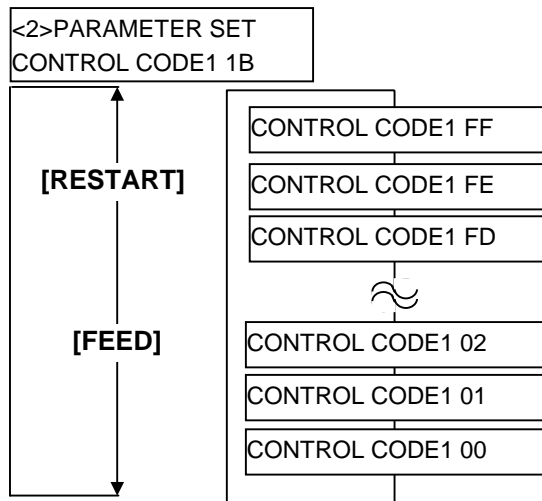 <2>PARAMETER SET
CONTROL CODE1 1B
CONTROL CODE1 FF
[RESTART]
CONTROL CODE1 FE
CONTROL CODE1 FD
[FEED]
CONTROL CODE1 02
CONTROL CODE1 01
CONTROL CODE1 00